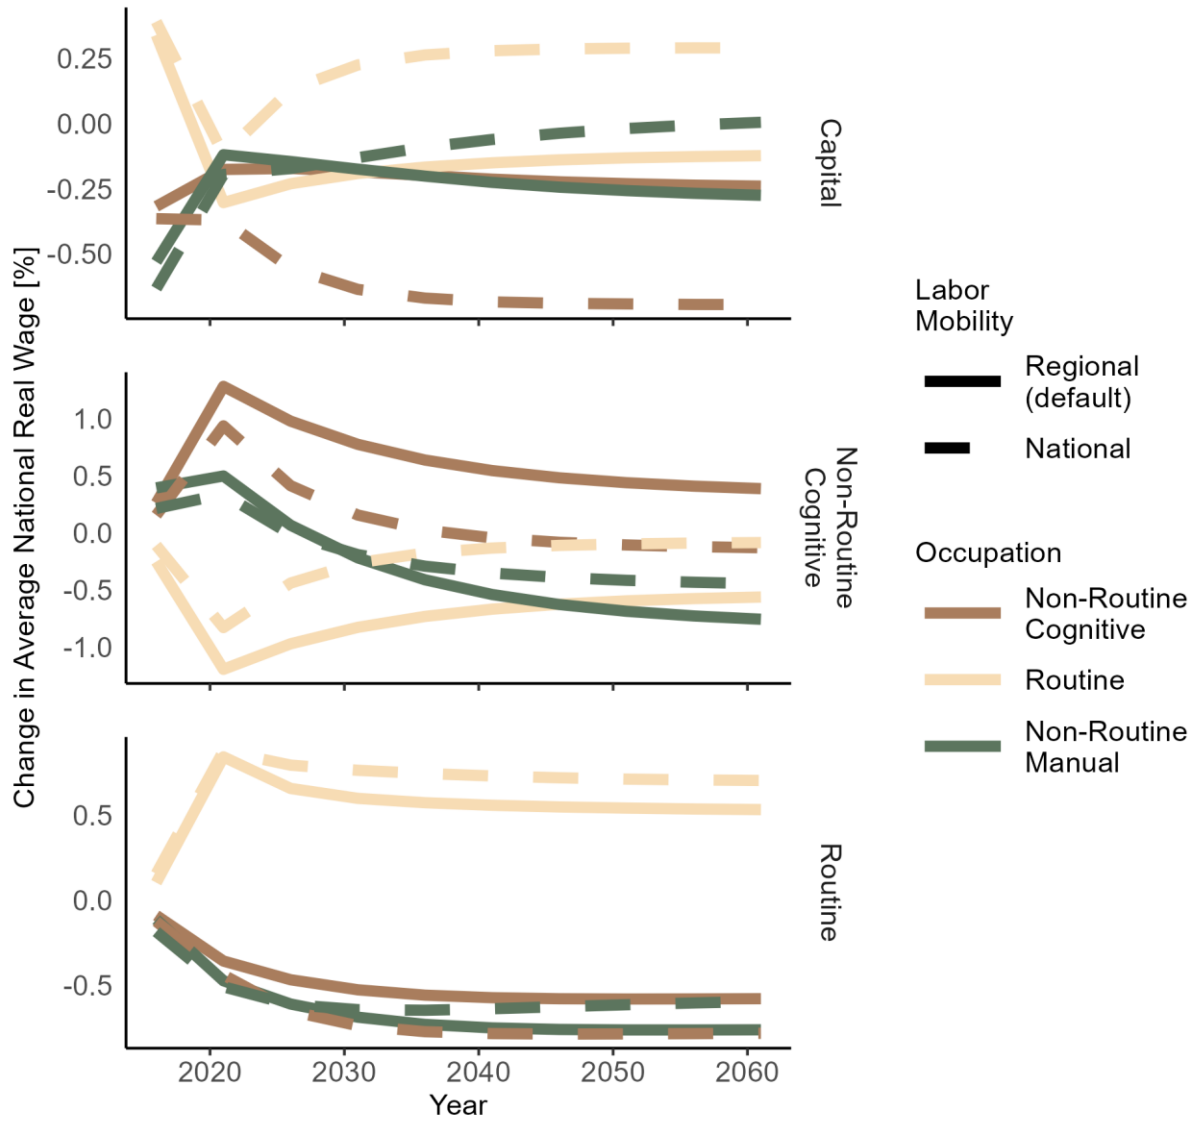 Change in Average National Real Wage [%]
0.25
0.00
-0.25
-0.50
Capital
1.0
0.5
0.0
-0.5
-1.0
Non-Routine
Cognitive
0.5
0.0
-0.5
Routine
2020
2030
2040
2050
2060
Year
Labor
Mobility
Regional
(default)
National
Occupation
Non-Routine
Cognitive
Routine
Non-Routine
Manual